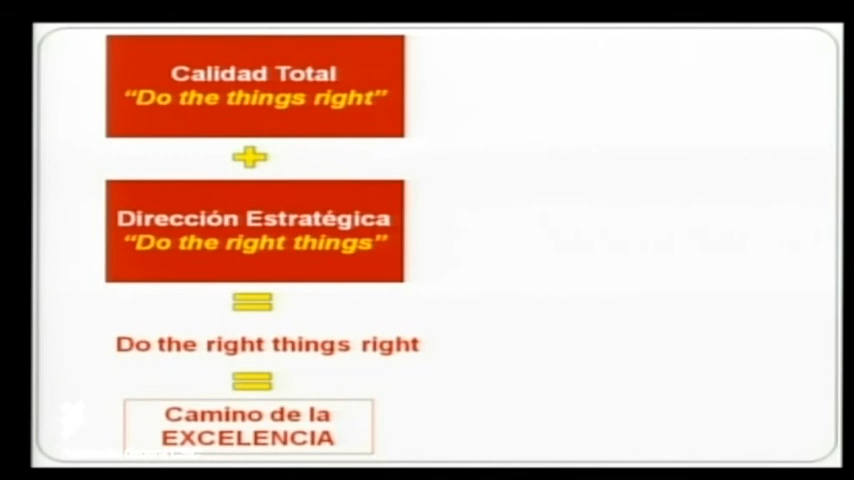 Calidad Total
“Do the things right”
+
Dirección Estratégica
“Do the right things”
=
Do the right things right
=
Camino de la
EXCELENCIA